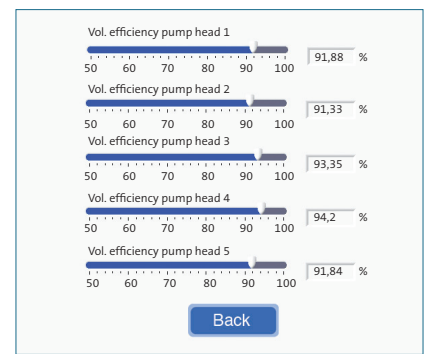 Vol. efficiency pump head 1
91,88 %
50 60 70 80 90 100
Vol. efficiency pump head 2
91,33 %
50 60 70 80 90 100
Vol. efficiency pump head 3
93,35 %
50 60 70 80 90 100
Vol. efficiency pump head 4
94,2 %
50 60 70 80 90 100
Vol. efficiency pump head 5
91,84 %
50 60 70 80 90 100
Back